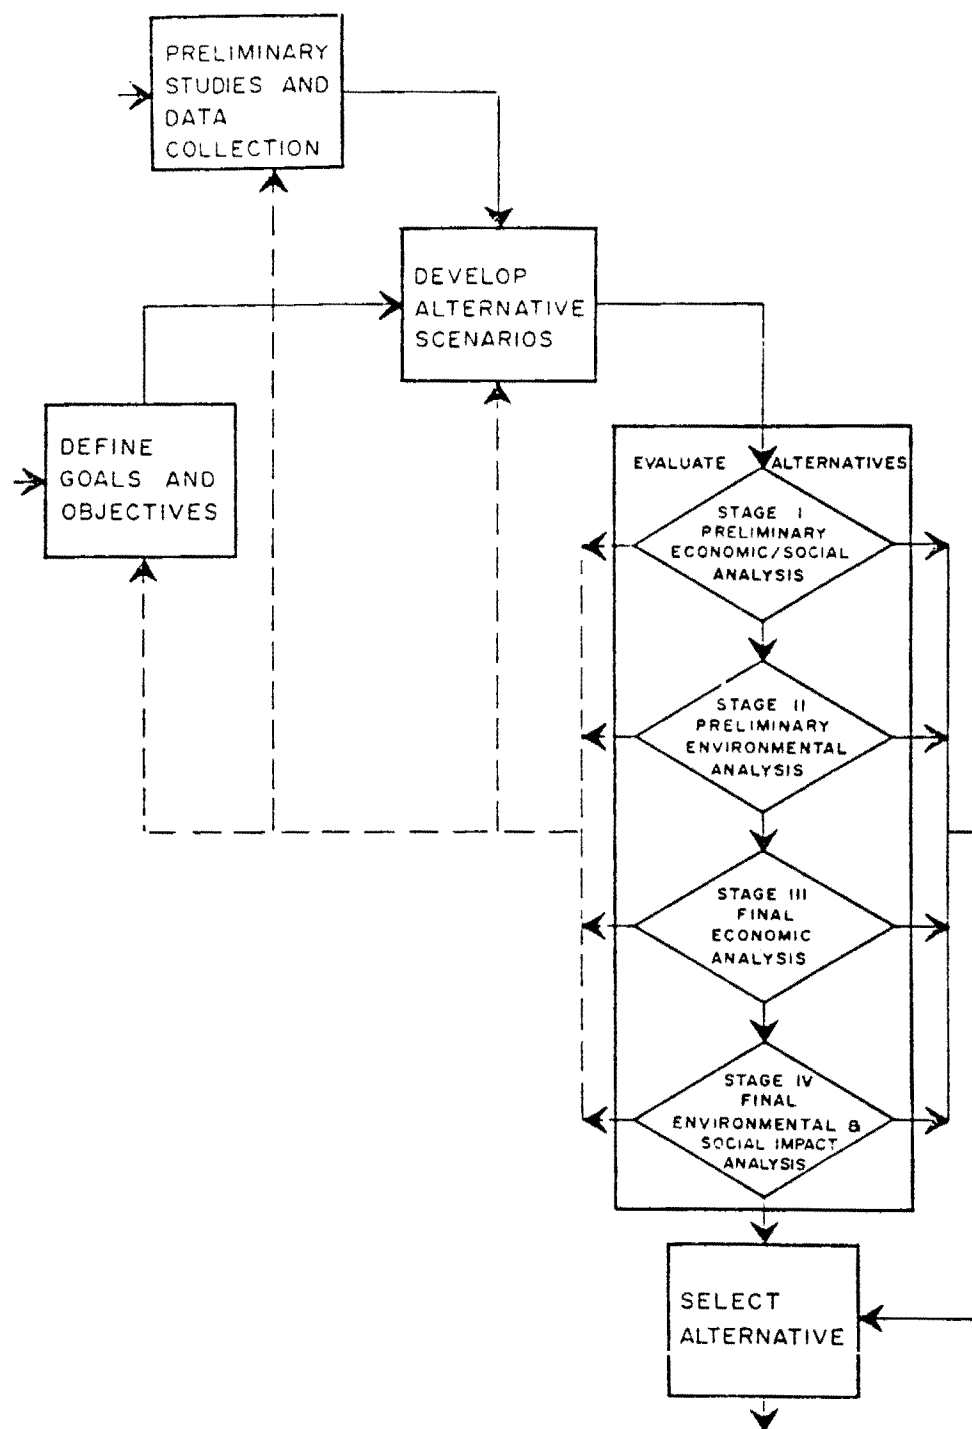 PRELIMINARY
STUDIES AND
DATA
COLLECTION
DEVELOP
ALTERNATIVE
SCENARIOS
DEFINE
GOALS AND
OBJECTIVES
EVALUATE ALTERNATIVES
STAGE I
PRELIMINARY
ECONOMIC/SOCIAL
ANALYSIS
STAGE II
PRELIMINARY
ENVIRONMENTAL
ANALYSIS
STAGE III
FINAL
ECONOMIC
ANALYSIS
STAGE IV
FINAL
ENVIRONMENTAL &
SOCIAL IMPACT
ANALYSIS
SELECT
ALTERNATIVE